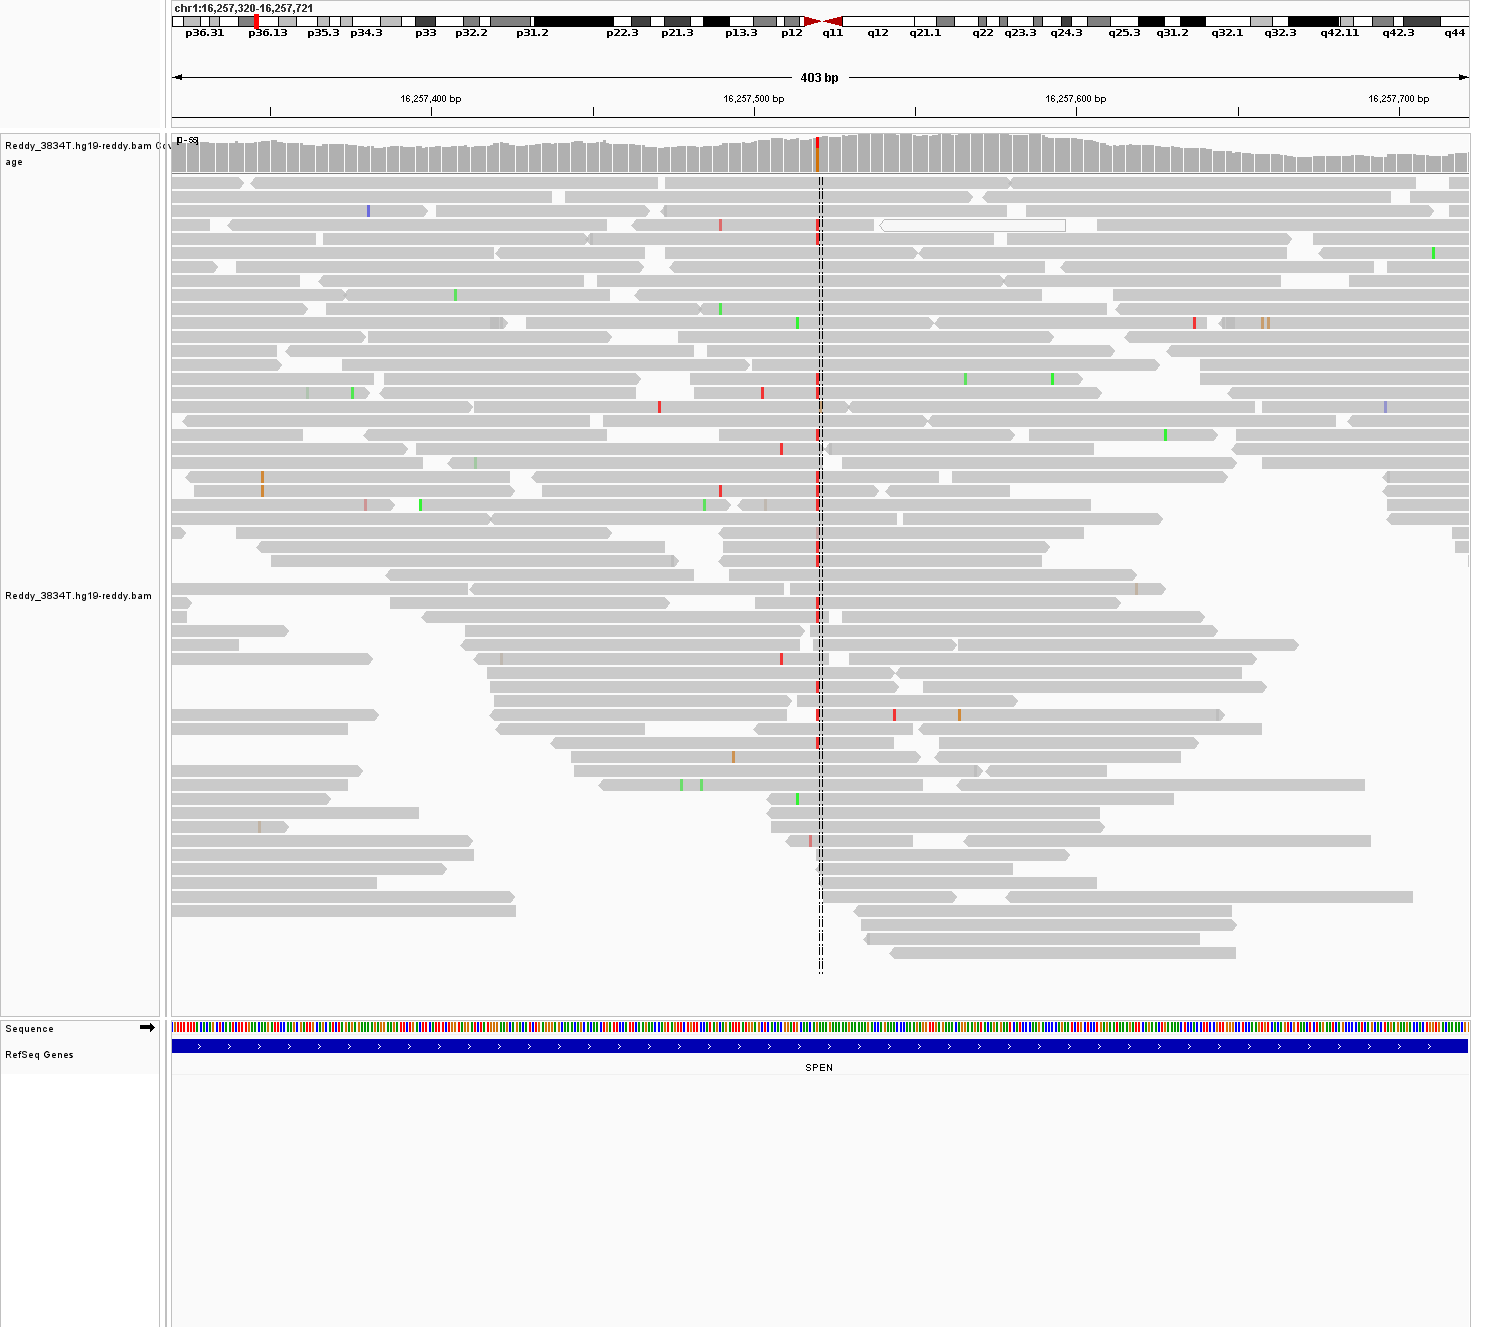 chr1:16,257,320-16,257,721
p36.31 p36.13 p35.3 p34.3 p33 p32.2 p31.2 p22.3 p21.3 p13.3 p12 q11 q12 q21.1 q22 q23.3 q24.3 q25.3 q31.2 q32.1 q32.3 q42.11 q42.3 q44
403 bp
16,257,400 bp 16,257,500 bp 16,257,600 bp 16,257,700 bp
Reddy_3834T.hg19-reddy.bam Cov
age
Reddy_3834T.hg19-reddy.bam
Sequence
RefSeq Genes
SPEN